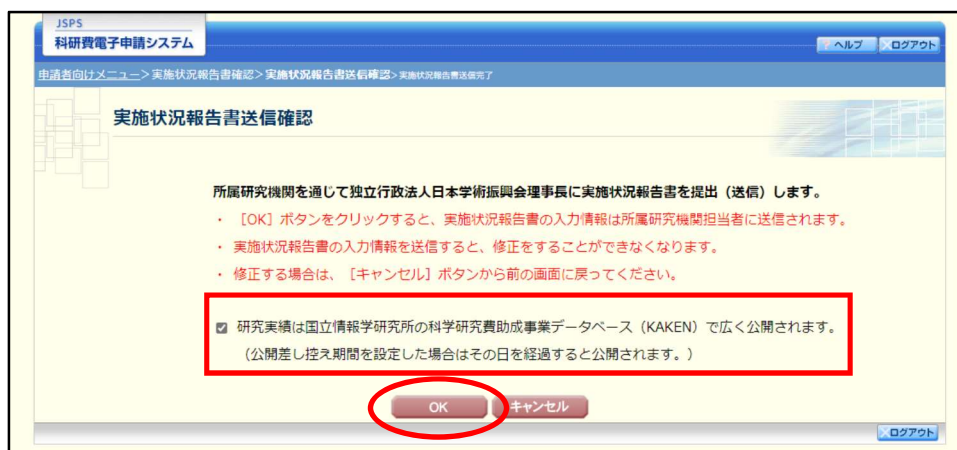 JSPS
科研費電子申請システム
? ヘルプ ×ログアウト
申請者向けメニュー>実施状況報告書確認>実施状況報告書送信確認>実施状況報告書送信完了
実施状況報告書送信確認
所属研究機関を通じて独立行政法人日本学術振興会理事長に実施状況報告書を提出（送信）します。
・ ［OK］ボタンをクリックすると、実施状況報告書の入力情報は所属研究機関担当者に送信されます。
・ 実施状況報告書の入力情報を送信すると、修正をすることができなくなります。
・ 修正する場合は、［キャンセル］ボタンから前の画面に戻ってください。
研究実績は国立情報学研究所の科学研究費助成事業データベース（KAKEN）で広く公開されます。
（公開差し控え期間を設定した場合はその日を経過すると公開されます。）
OK キャンセル
×ログアウト